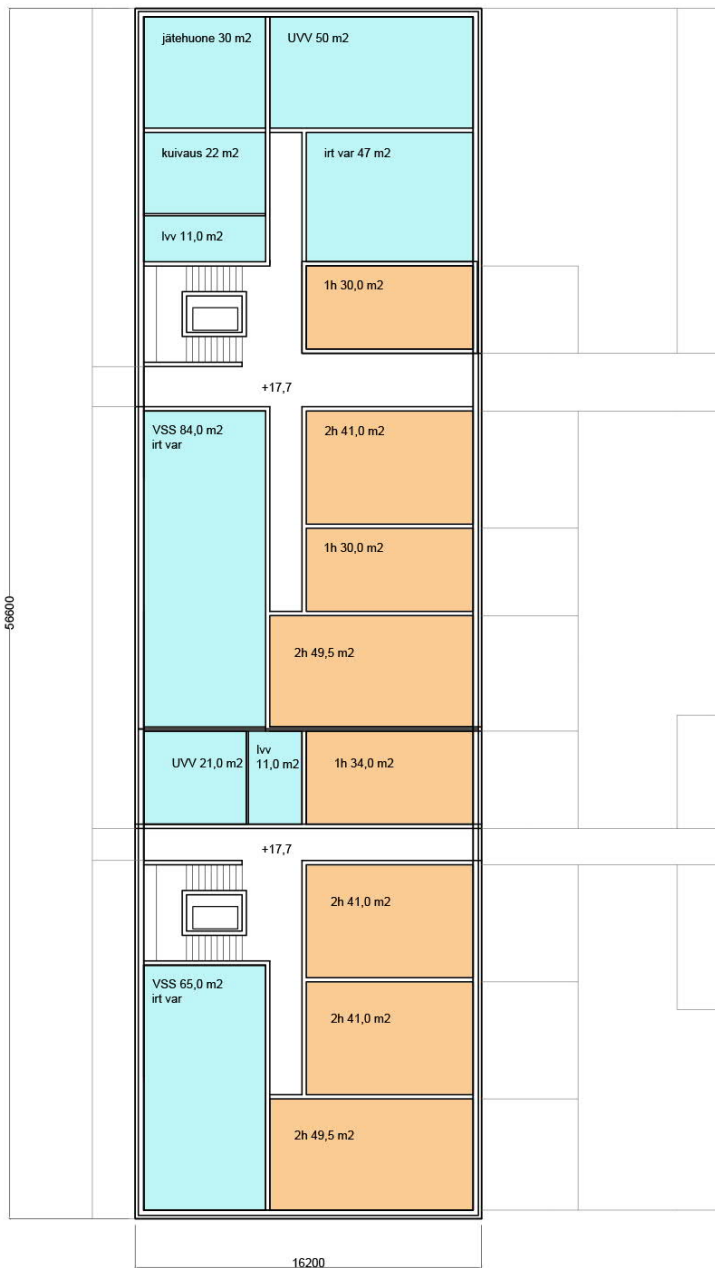 jätehuone 30 m2
UVV 50 m2
kuivaus 22 m2
irt var 47 m2
lvv 11,0 m2
1h 30,0 m2
+17,7
VSS 84,0 m2
irt var
2h 41,0 m2
1h 30,0 m2
56600
2h 49,5 m2
UVV 21,0 m2
lvv
11,0 m2
1h 34,0 m2
+17,7
2h 41,0 m2
VSS 65,0 m2
irt var
2h 41,0 m2
2h 49,5 m2
16200